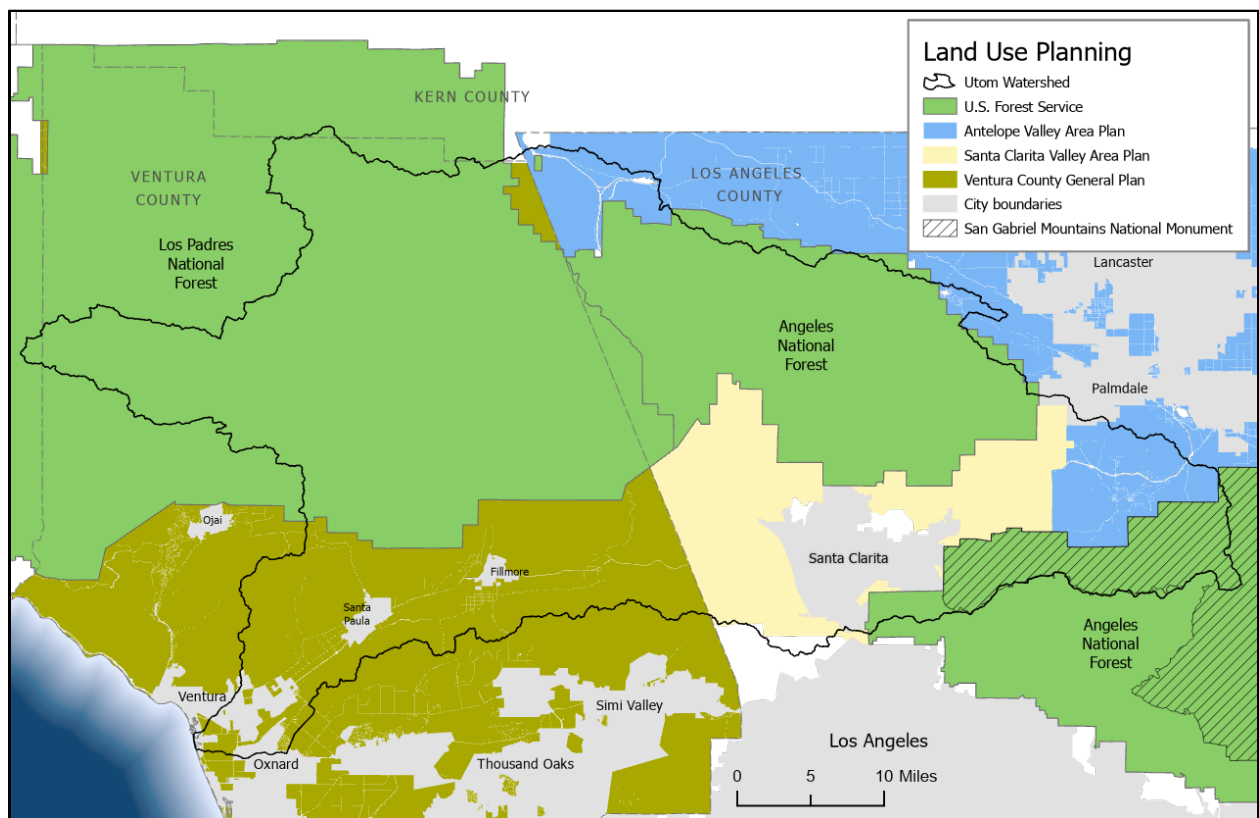 Land Use Planning
Utom Watershed
U.S. Forest Service
Antelope Valley Area Plan
Santa Clarita Valley Area Plan
Ventura County General Plan
City boundaries
San Gabriel Mountains National Monument
KERN COUNTY
VENTURA
COUNTY
LOS ANGELES
COUNTY
Los Padres
National
Forest
Lancaster
Angeles
National
Forest
Palmdale
Ojai
Santa Clarita
Fillmore
Santa
Paula
Angeles
National
Forest
Ventura
Simi Valley
Los Angeles
Oxnard
Thousand Oaks
0 5 10 Miles